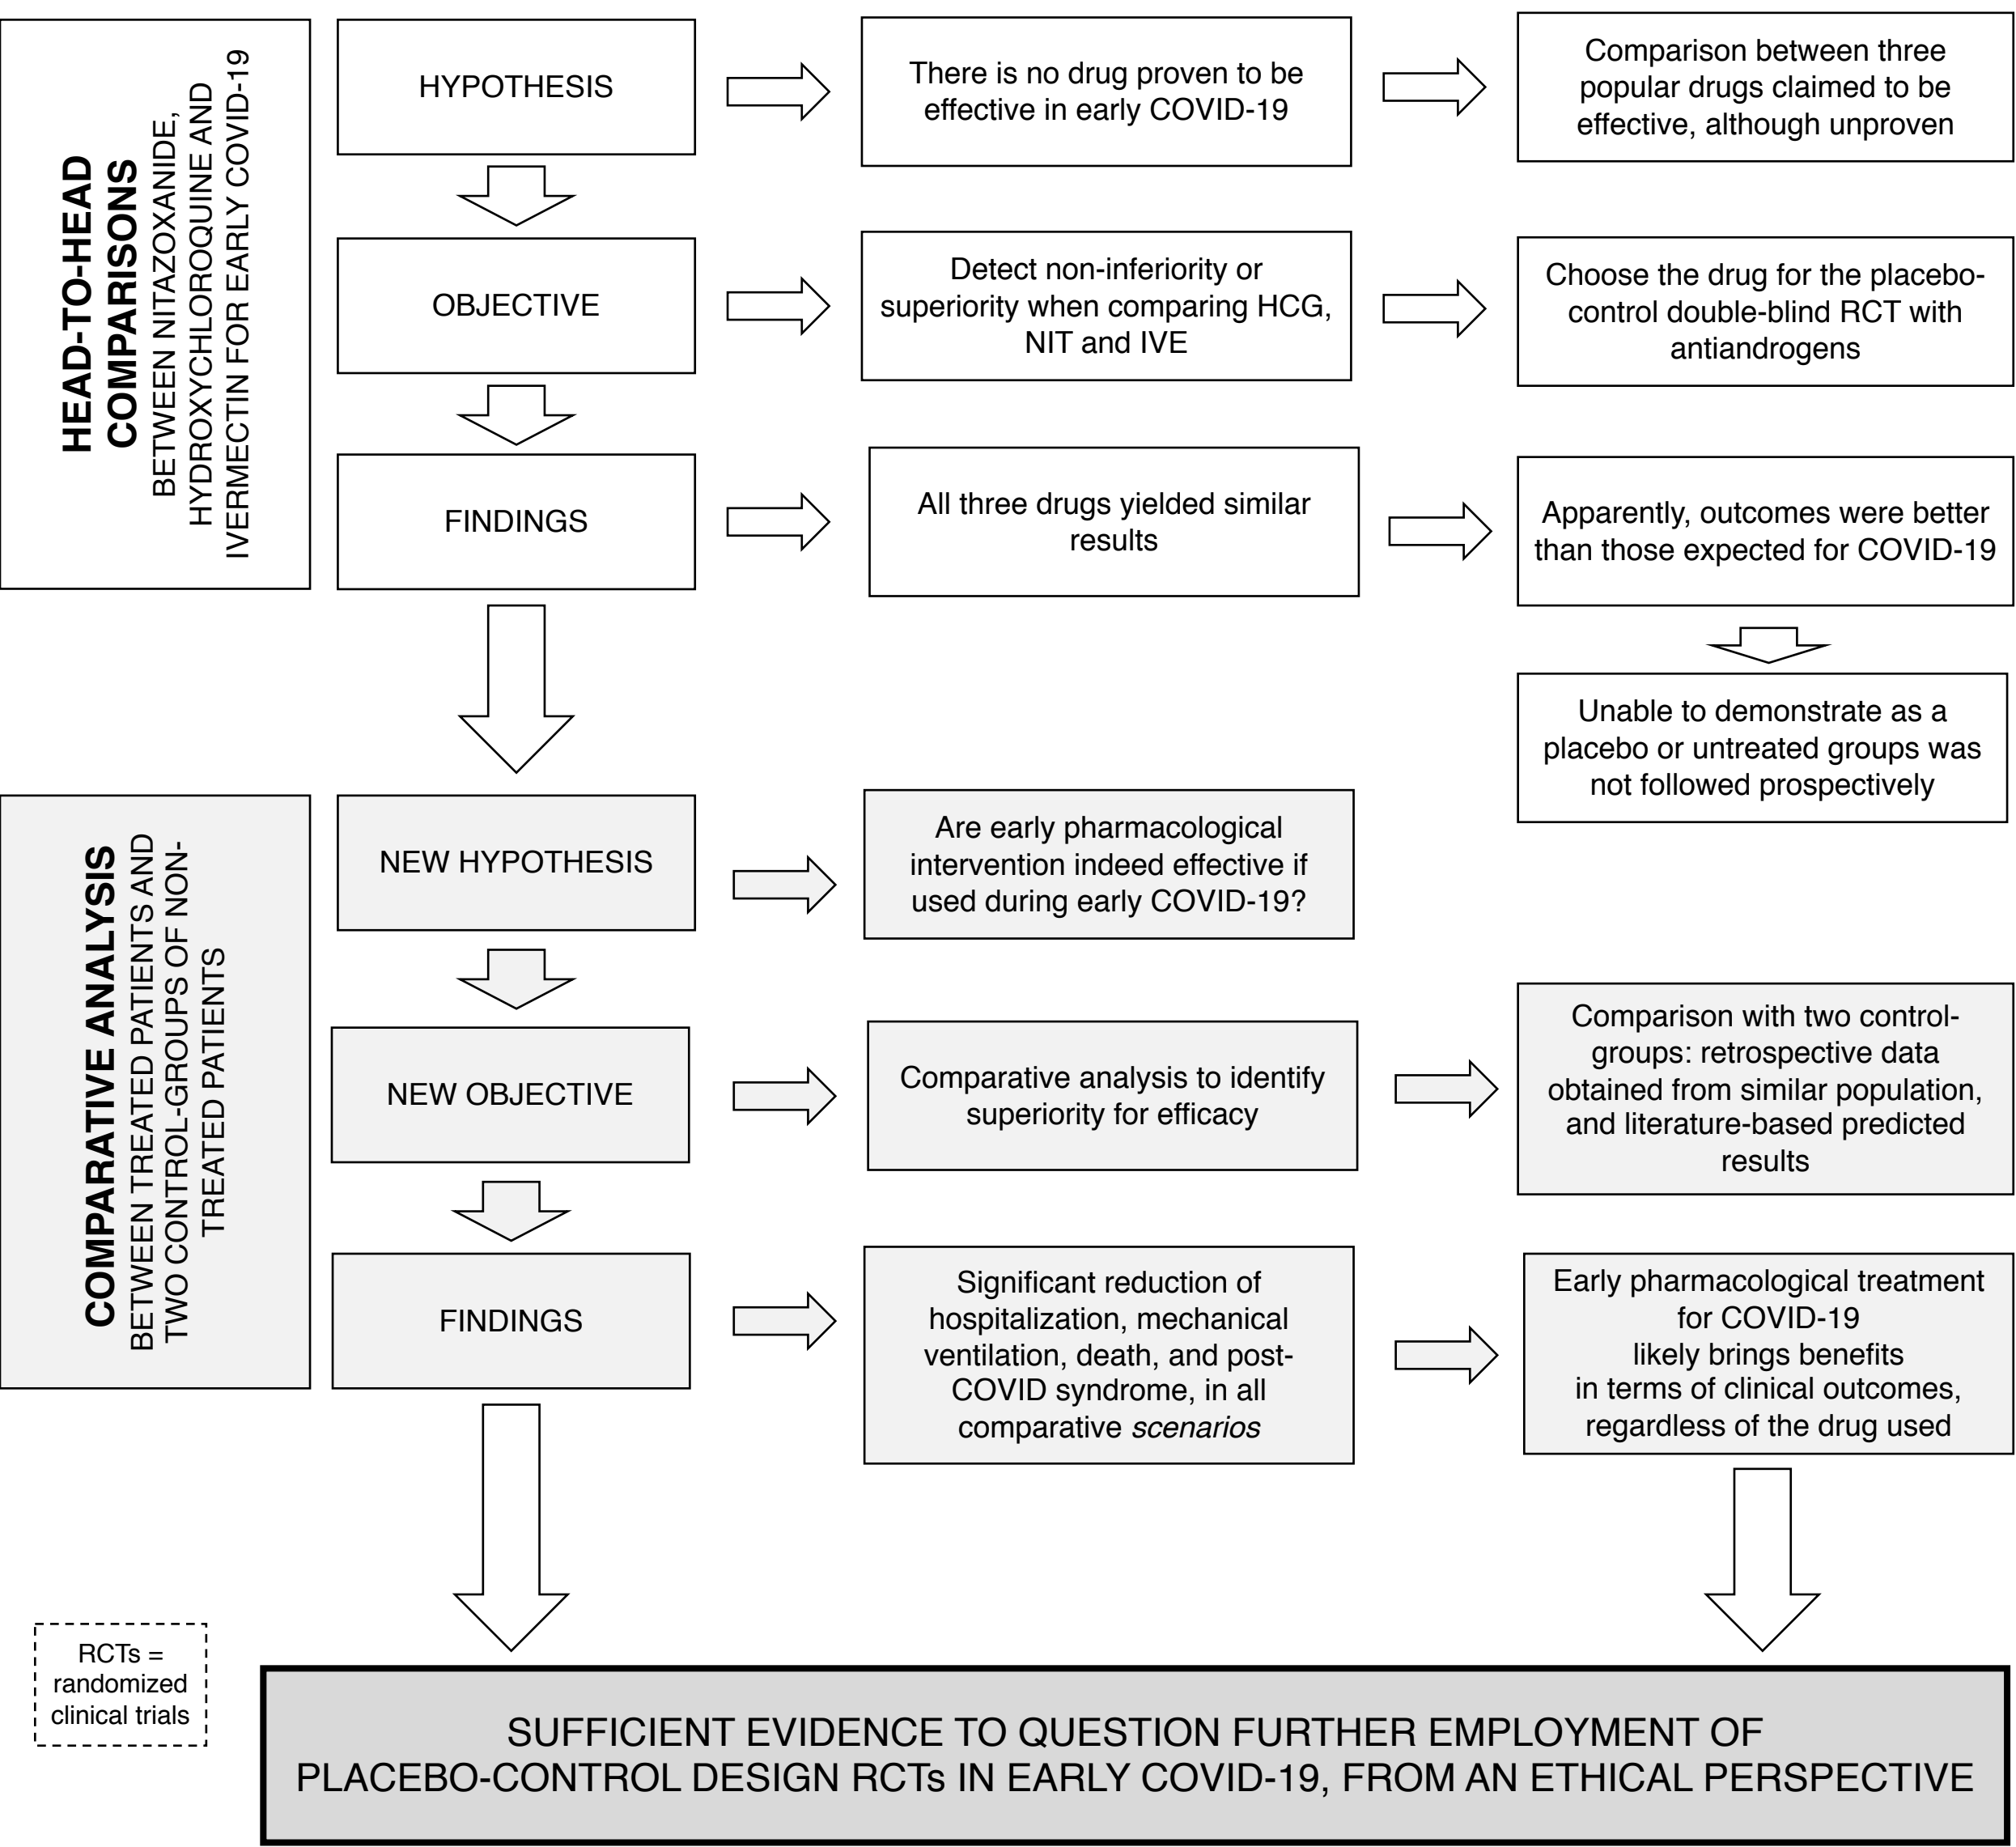 HEAD-TO-HEAD
COMPARISONS
BETWEEN NITAZOXANIDE,
HYDROXYCHLOROQUINE AND
IVERMECTIN FOR EARLY COVID-19
HYPOTHESIS
There is no drug proven to be
effective in early COVID-19
Comparison between three
popular drugs claimed to be
effective, although unproven
OBJECTIVE
Detect non-inferiority or
superiority when comparing HCG,
NIT and IVE
Choose the drug for the placebo-
control double-blind RCT with
antiandrogens
FINDINGS
All three drugs yielded similar
results
Apparently, outcomes were better
than those expected for COVID-19
Unable to demonstrate as a
placebo or untreated groups was
not followed prospectively
COMPARATIVE ANALYSIS
BETWEEN TREATED PATIENTS AND
TWO CONTROL-GROUPS OF NON-
TREATED PATIENTS
NEW HYPOTHESIS
Are early pharmacological
intervention indeed effective if
used during early COVID-19?
NEW OBJECTIVE
Comparative analysis to identify
superiority for efficacy
Comparison with two control-
groups: retrospective data
obtained from similar population,
and literature-based predicted
results
FINDINGS
Significant reduction of
hospitalization, mechanical
ventilation, death, and post-
COVID syndrome, in all
comparative scenarios
Early pharmacological treatment
for COVID-19
likely brings benefits
in terms of clinical outcomes,
regardless of the drug used
RCTs =
randomized
clinical trials
SUFFICIENT EVIDENCE TO QUESTION FURTHER EMPLOYMENT OF
PLACEBO-CONTROL DESIGN RCTs IN EARLY COVID-19, FROM AN ETHICAL PERSPECTIVE